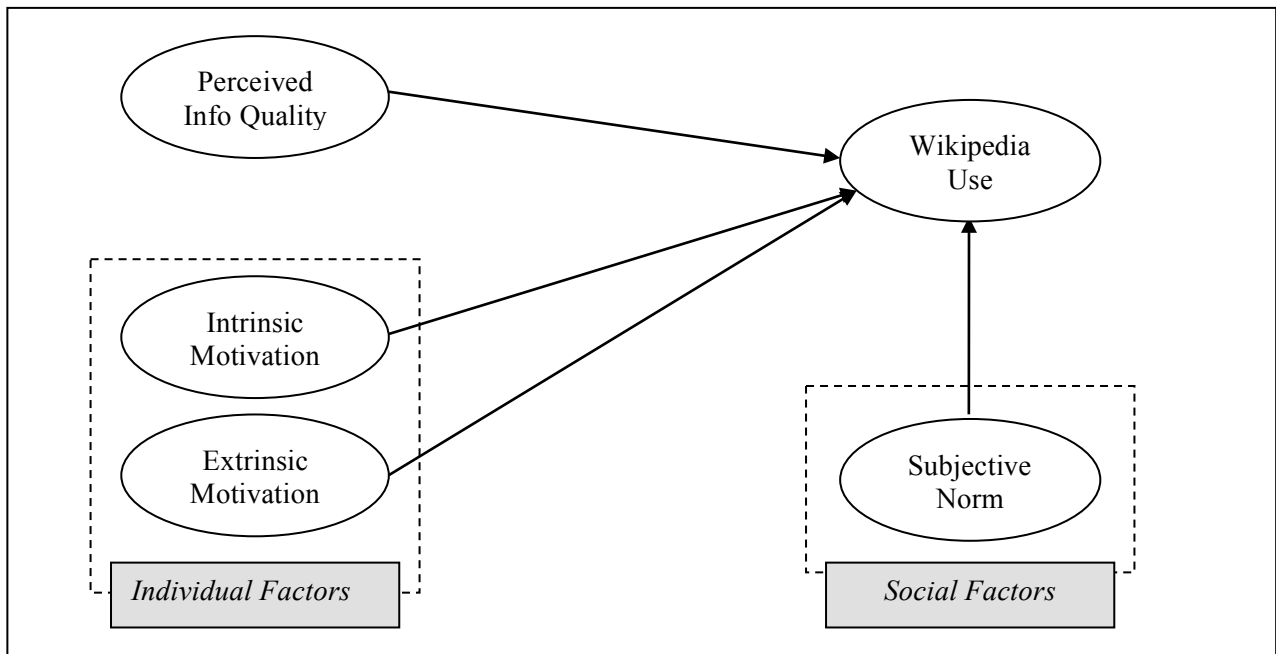 Perceived
Info Quality
Wikipedia
Use
Intrinsic
Motivation
Extrinsic
Motivation
Subjective
Norm
Individual Factors
Social Factors